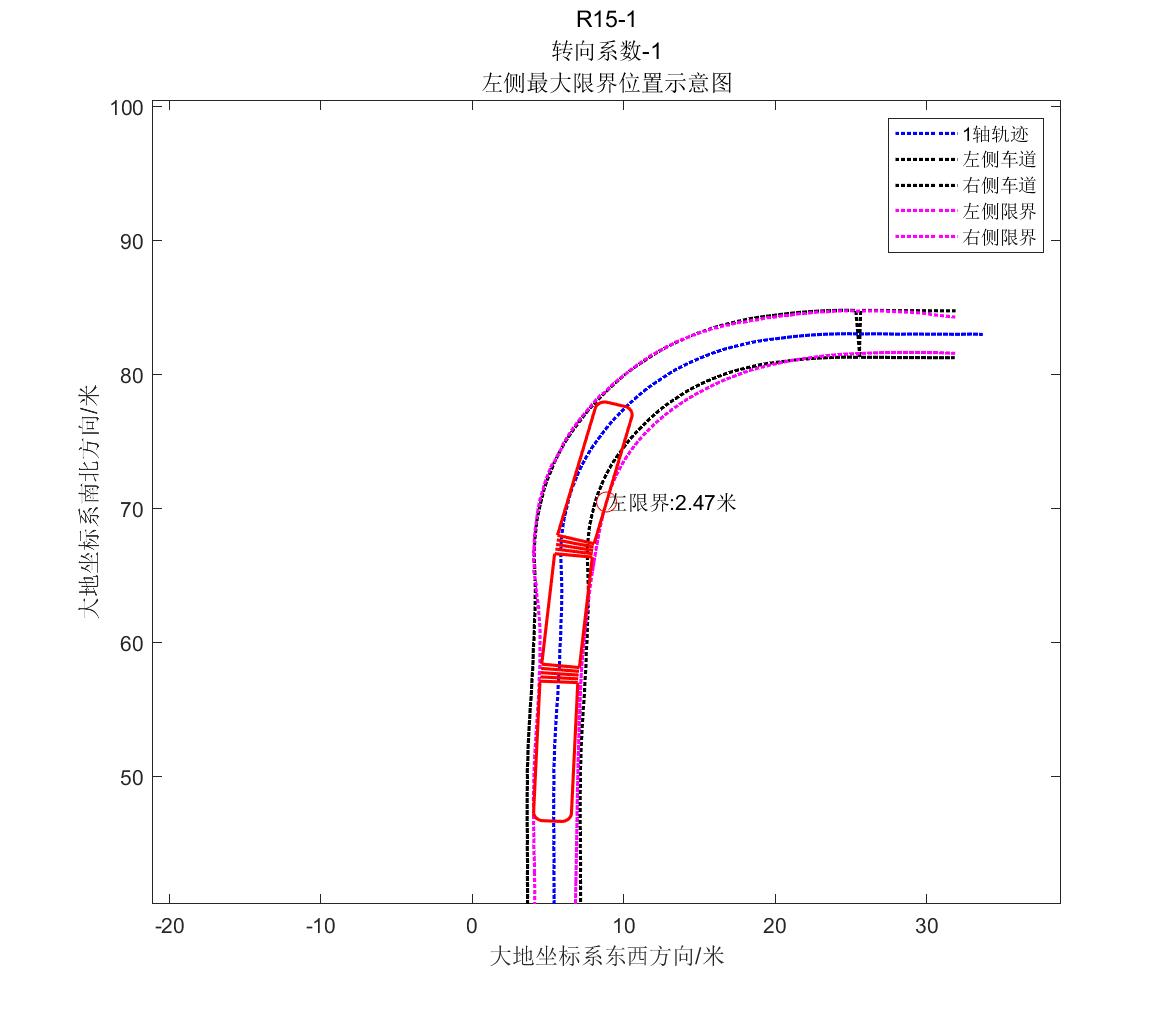 R15-1
转向系数-1
左侧最大限界位置示意图
100
90
80
70
60
50
大地坐标系南北方向/米
1轴轨迹
左侧车道
右侧车道
左侧限界
右侧限界
左限界:2.47米
-20
-10
0
10
20
30
大地坐标系东西方向/米